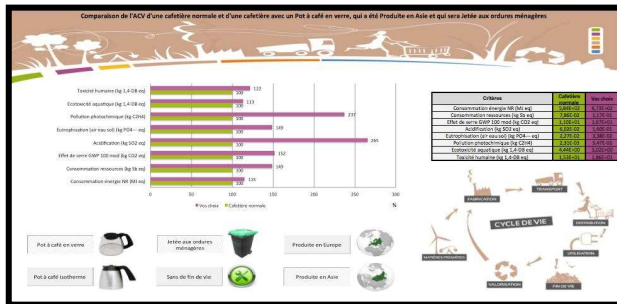 Comparaison de l'ACV d'une cafetière normale et d'une cafetière avec un Pot à café en verre, qui a été Produite en Asie et qui sera Jetée aux ordures ménagères
Toxicité humaine (kg 1,4-DB eq)
122
100
Ecotoxicité aquatique (kg 1,4-DB eq)
113
100
Pollution photochimique (kg C2H4)
237
100
Eutrophisation (air eau sol) (kg PO4--- eq)
149
100
Acidification (kg SO2 eq)
265
100
Effet de serre GWP 100 mod (kg CO2 eq)
152
100
Consommation ressources (kg Sb eq)
149
100
Consommation énergie NR (MJ eq)
115
100
0
50
100
150
200
250
300
%
Vos choix
Cafetière normale
Critères
Cafetière normale
Vos choix
Consommation énergie NR (MJ eq)
Consommation ressources (kg Sb eq)
Effet de serre GWP 100 mod (kg CO2 eq)
Acidification (kg SO2 eq)
Eutrophisation (air eau sol) (kg PO4--- eq)
Pollution photochimique (kg C2H4)
Ecotoxicité aquatique (kg 1,4-DB eq)
Toxicité humaine (kg 1,4-DB eq)
TRANSPORT
FABRICATION
DISTRIBUTION
CYCLE DE VIE
UTILISATION
MATIÈRES PREMIÈRES
VALORISATION
FIN DE VIE
Pot à café en verre
Jetée aux ordures
ménagères
Produite en Europe
Pot à café isotherme
Sans de fin de vie
Produite en Asie